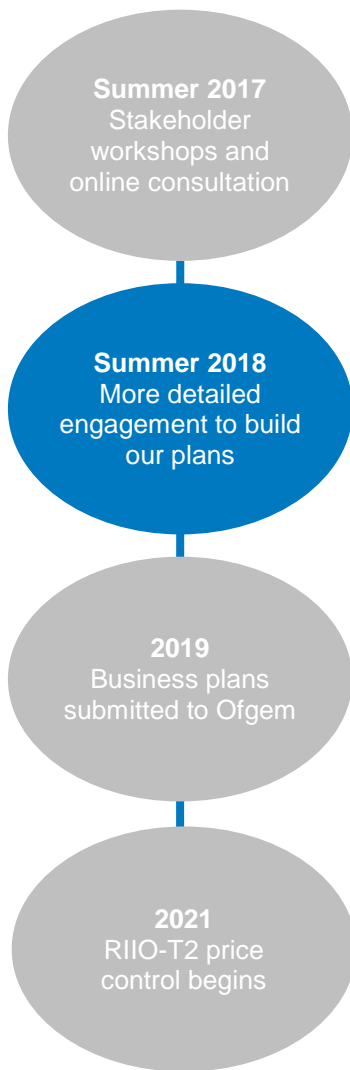 Summer 2017
Stakeholder
workshops and
online consultation
Summer 2018
More detailed
engagement to build
our plans
2019
Business plans
submitted to Ofgem
2021
RIIO-T2 price
control begins